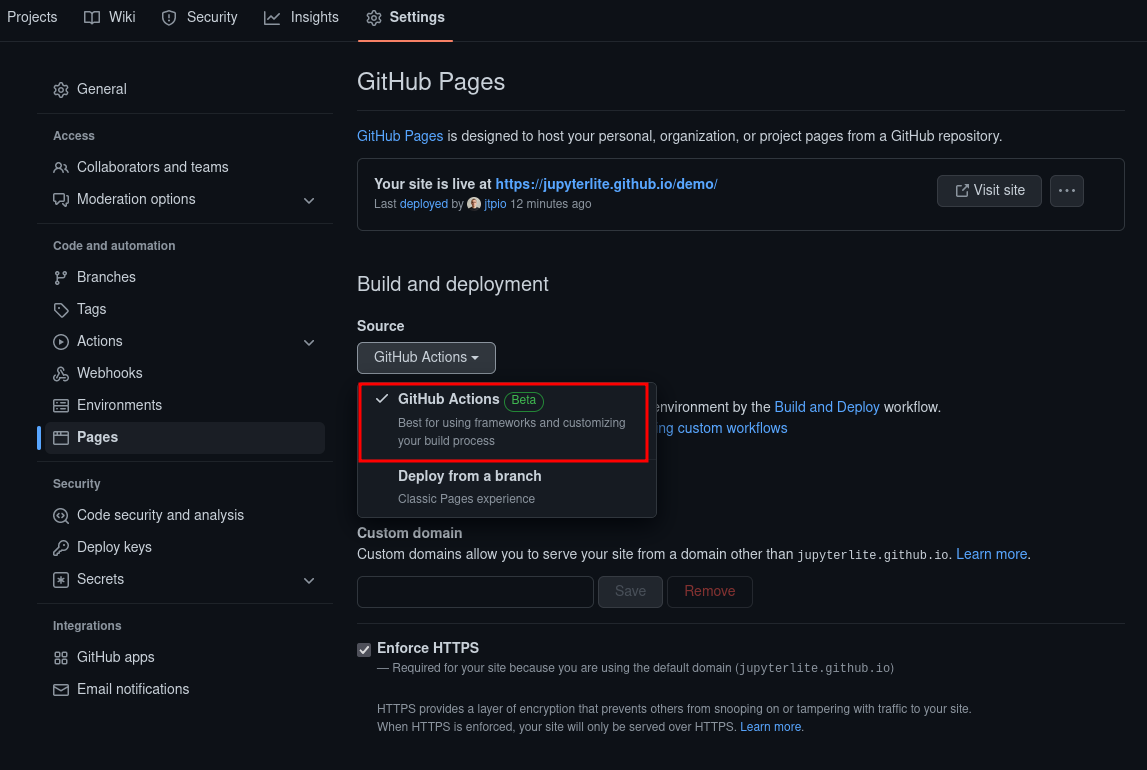 Projects Wiki Security Insights Settings
General
Access
Collaborators and teams
Moderation options
Code and automation
Branches
Tags
Actions
Webhooks
Environments
Pages
Security
Code security and analysis
Deploy keys
Secrets
Integrations
GitHub apps
Email notifications
GitHub Pages
GitHub Pages is designed to host your personal, organization, or project pages from a GitHub repository.
Your site is live at https://jupyterlite.github.io/demo/
Last deployed by jtpio 12 minutes ago
Visit site
Build and deployment
Source
GitHub Actions
GitHub Actions Beta
Best for using frameworks and customizing
your build process
Deploy from a branch
Classic Pages experience
environment by the Build and Deploy workflow.
ng custom workflows
Custom domain
Custom domains allow you to serve your site from a domain other than jupyterlite.github.io. Learn more.
Save Remove
Enforce HTTPS
— Required for your site because you are using the default domain (jupyterlite.github.io)
HTTPS provides a layer of encryption that prevents others from snooping on or tampering with traffic to your site.
When HTTPS is enforced, your site will only be served over HTTPS. Learn more.